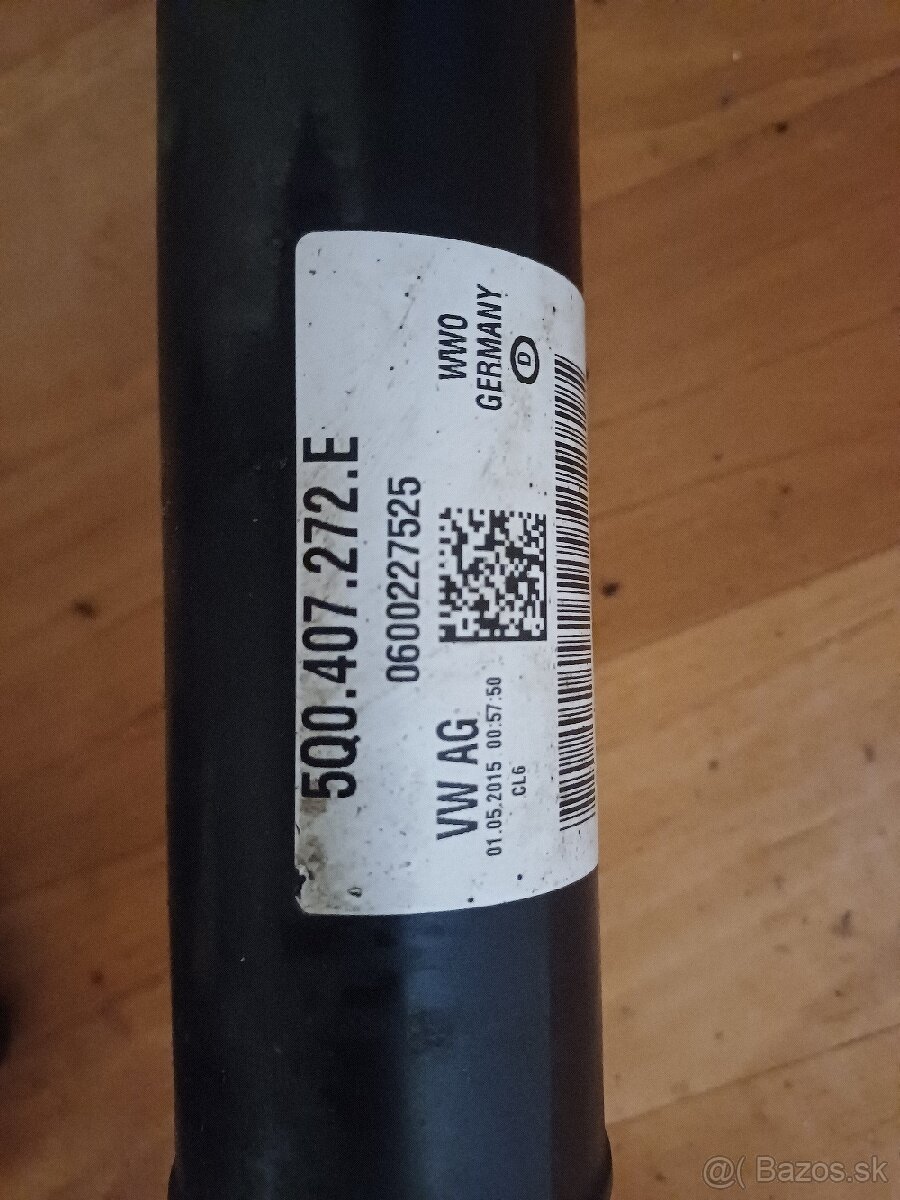 5Q0.407.272.E
0600227525
VW AG
WWO
GERMANY
D
01.05.2015 00:57:50
CL6
@( Bazos.sk